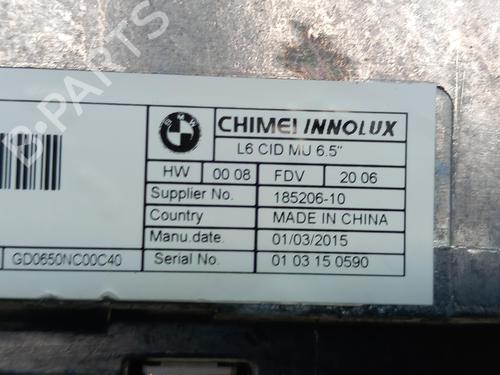 B-PARTS
BMW
CHIMEI INNOLUX
L6 CID MU 6.5"
HW 00 08 FDV 20 06
Supplier No. 185206-10
Country MADE IN CHINA
Manu.date. 01/03/2015
GD0650NC00C40 Serial No. 01 03 15 0590